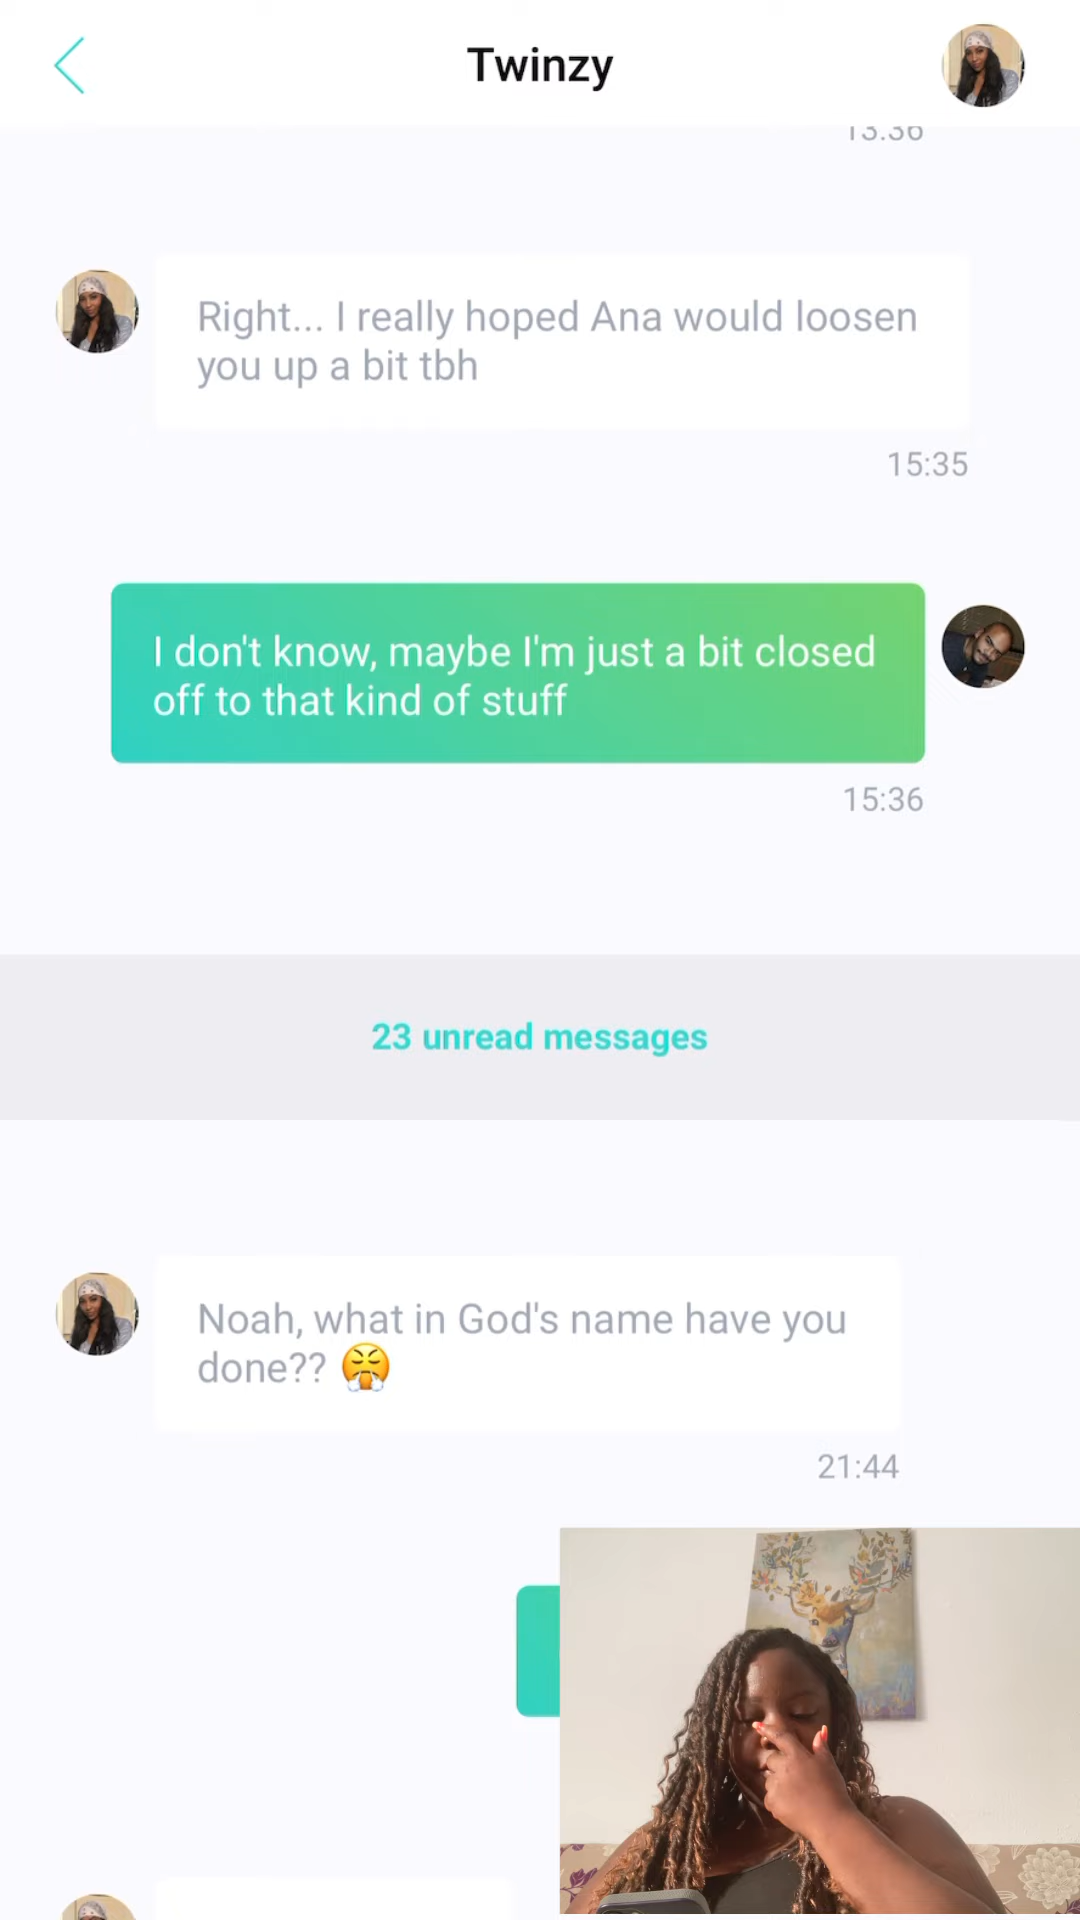 Twinzy
13:36
Right... I really hoped Ana would loosen
you up a bit tbh
15:35
I don't know, maybe I'm just a bit closed
off to that kind of stuff
15:36
23 unread messages
Noah, what in God's name have you
done?? 😤
21:44